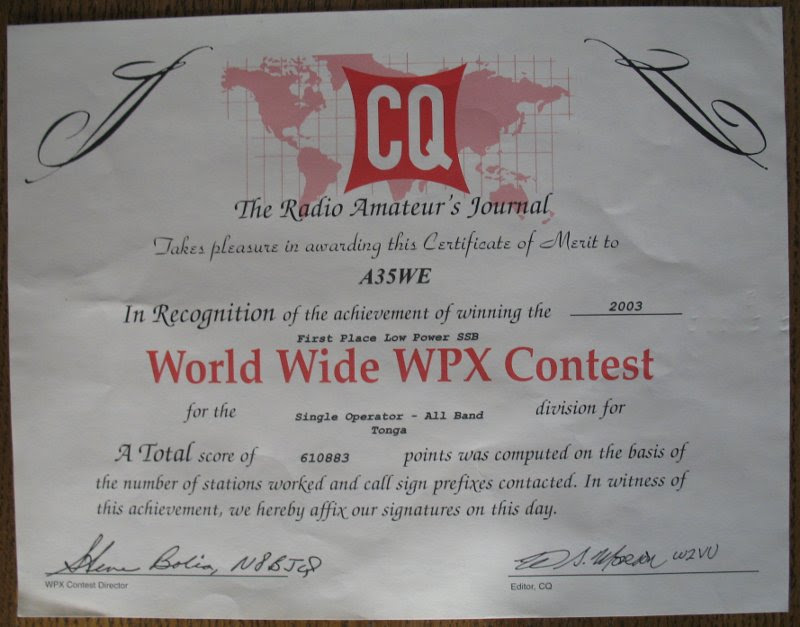 CQ
The Radio Amateur's Journal
Takes pleasure in awarding this Certificate of Merit to
A35WE
In Recognition of the achievement of winning the 2003
First Place Low Power SSB
World Wide WPX Contest
for the Single Operator - All Band division for
Tonga
A Total score of 610883 points was computed on the basis of
the number of stations worked and call sign prefixes contacted. In witness of
this achievement, we hereby affix our signatures on this day.
Steve Bolia, N8BJQ W2VU
WPX Contest Director Editor, CQ